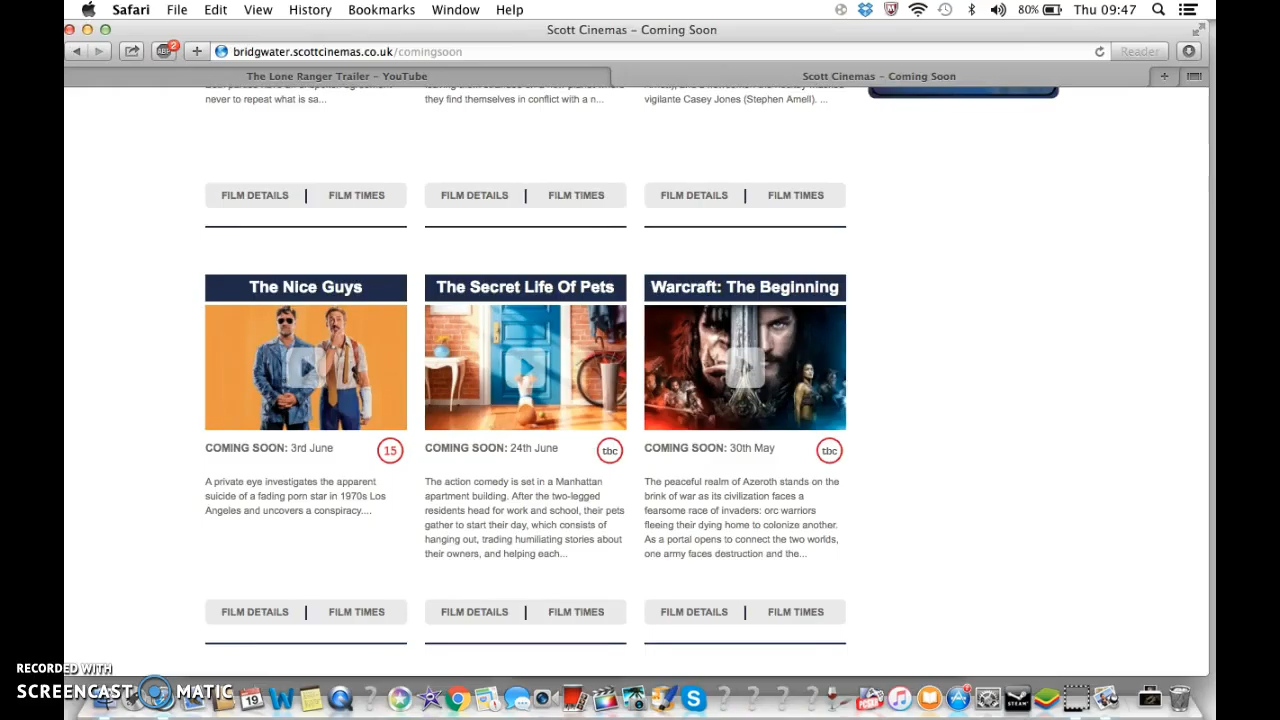 Safari File Edit View History Bookmarks Window Help 80% Thu 09:47
Scott Cinemas – Coming Soon
ABP 2 bridgwater.scottcinemas.co.uk/comingsoon Reader
The Lone Ranger Trailer – YouTube Scott Cinemas – Coming Soon
never to repeat what is sa...
they find themselves in conflict with a n...
vigilante Casey Jones (Stephen Amell). ...
FILM DETAILS | FILM TIMES
FILM DETAILS | FILM TIMES
FILM DETAILS | FILM TIMES
The Nice Guys
COMING SOON: 3rd June 15
A private eye investigates the apparent
suicide of a fading porn star in 1970s Los
Angeles and uncovers a conspiracy....
FILM DETAILS | FILM TIMES
The Secret Life Of Pets
COMING SOON: 24th June tbc
The action comedy is set in a Manhattan
apartment building. After the two-legged
residents head for work and school, their pets
gather to start their day, which consists of
hanging out, trading humiliating stories about
their owners, and helping each...
FILM DETAILS | FILM TIMES
Warcraft: The Beginning
COMING SOON: 30th May tbc
The peaceful realm of Azeroth stands on the
brink of war as its civilization faces a
fearsome race of invaders: orc warriors
fleeing their dying home to colonize another.
As a portal opens to connect the two worlds,
one army faces destruction and the...
FILM DETAILS | FILM TIMES
RECORDED WITH
SCREENCAST MATIC
19
STEAM